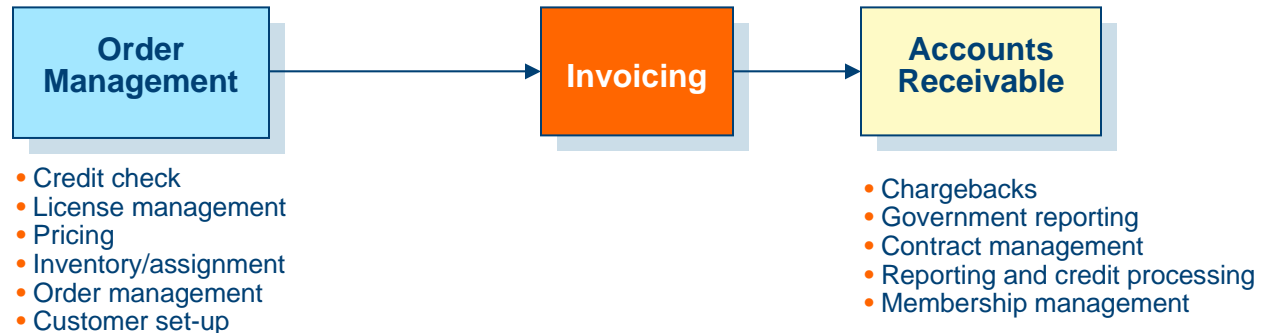 Order
Management
Invoicing
Accounts
Receivable
• Credit check
• License management
• Pricing
• Inventory/assignment
• Order management
• Customer set-up
• Chargebacks
• Government reporting
• Contract management
• Reporting and credit processing
• Membership management